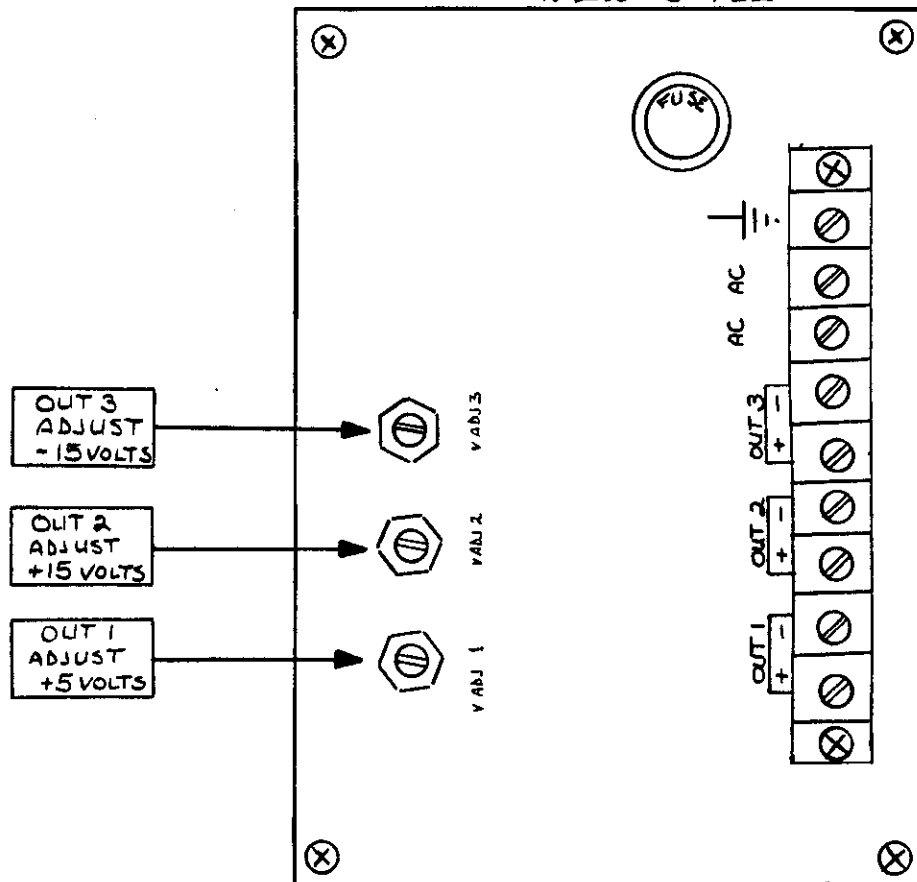 FUSE
AC AC
OUT 3
ADJUST
-15 VOLTS
V ADJ 3
OUT 3
+ -
OUT 2
ADJUST
+15 VOLTS
V ADJ 2
OUT 2
+ -
OUT 1
ADJUST
+5 VOLTS
V ADJ 1
OUT 1
+ -